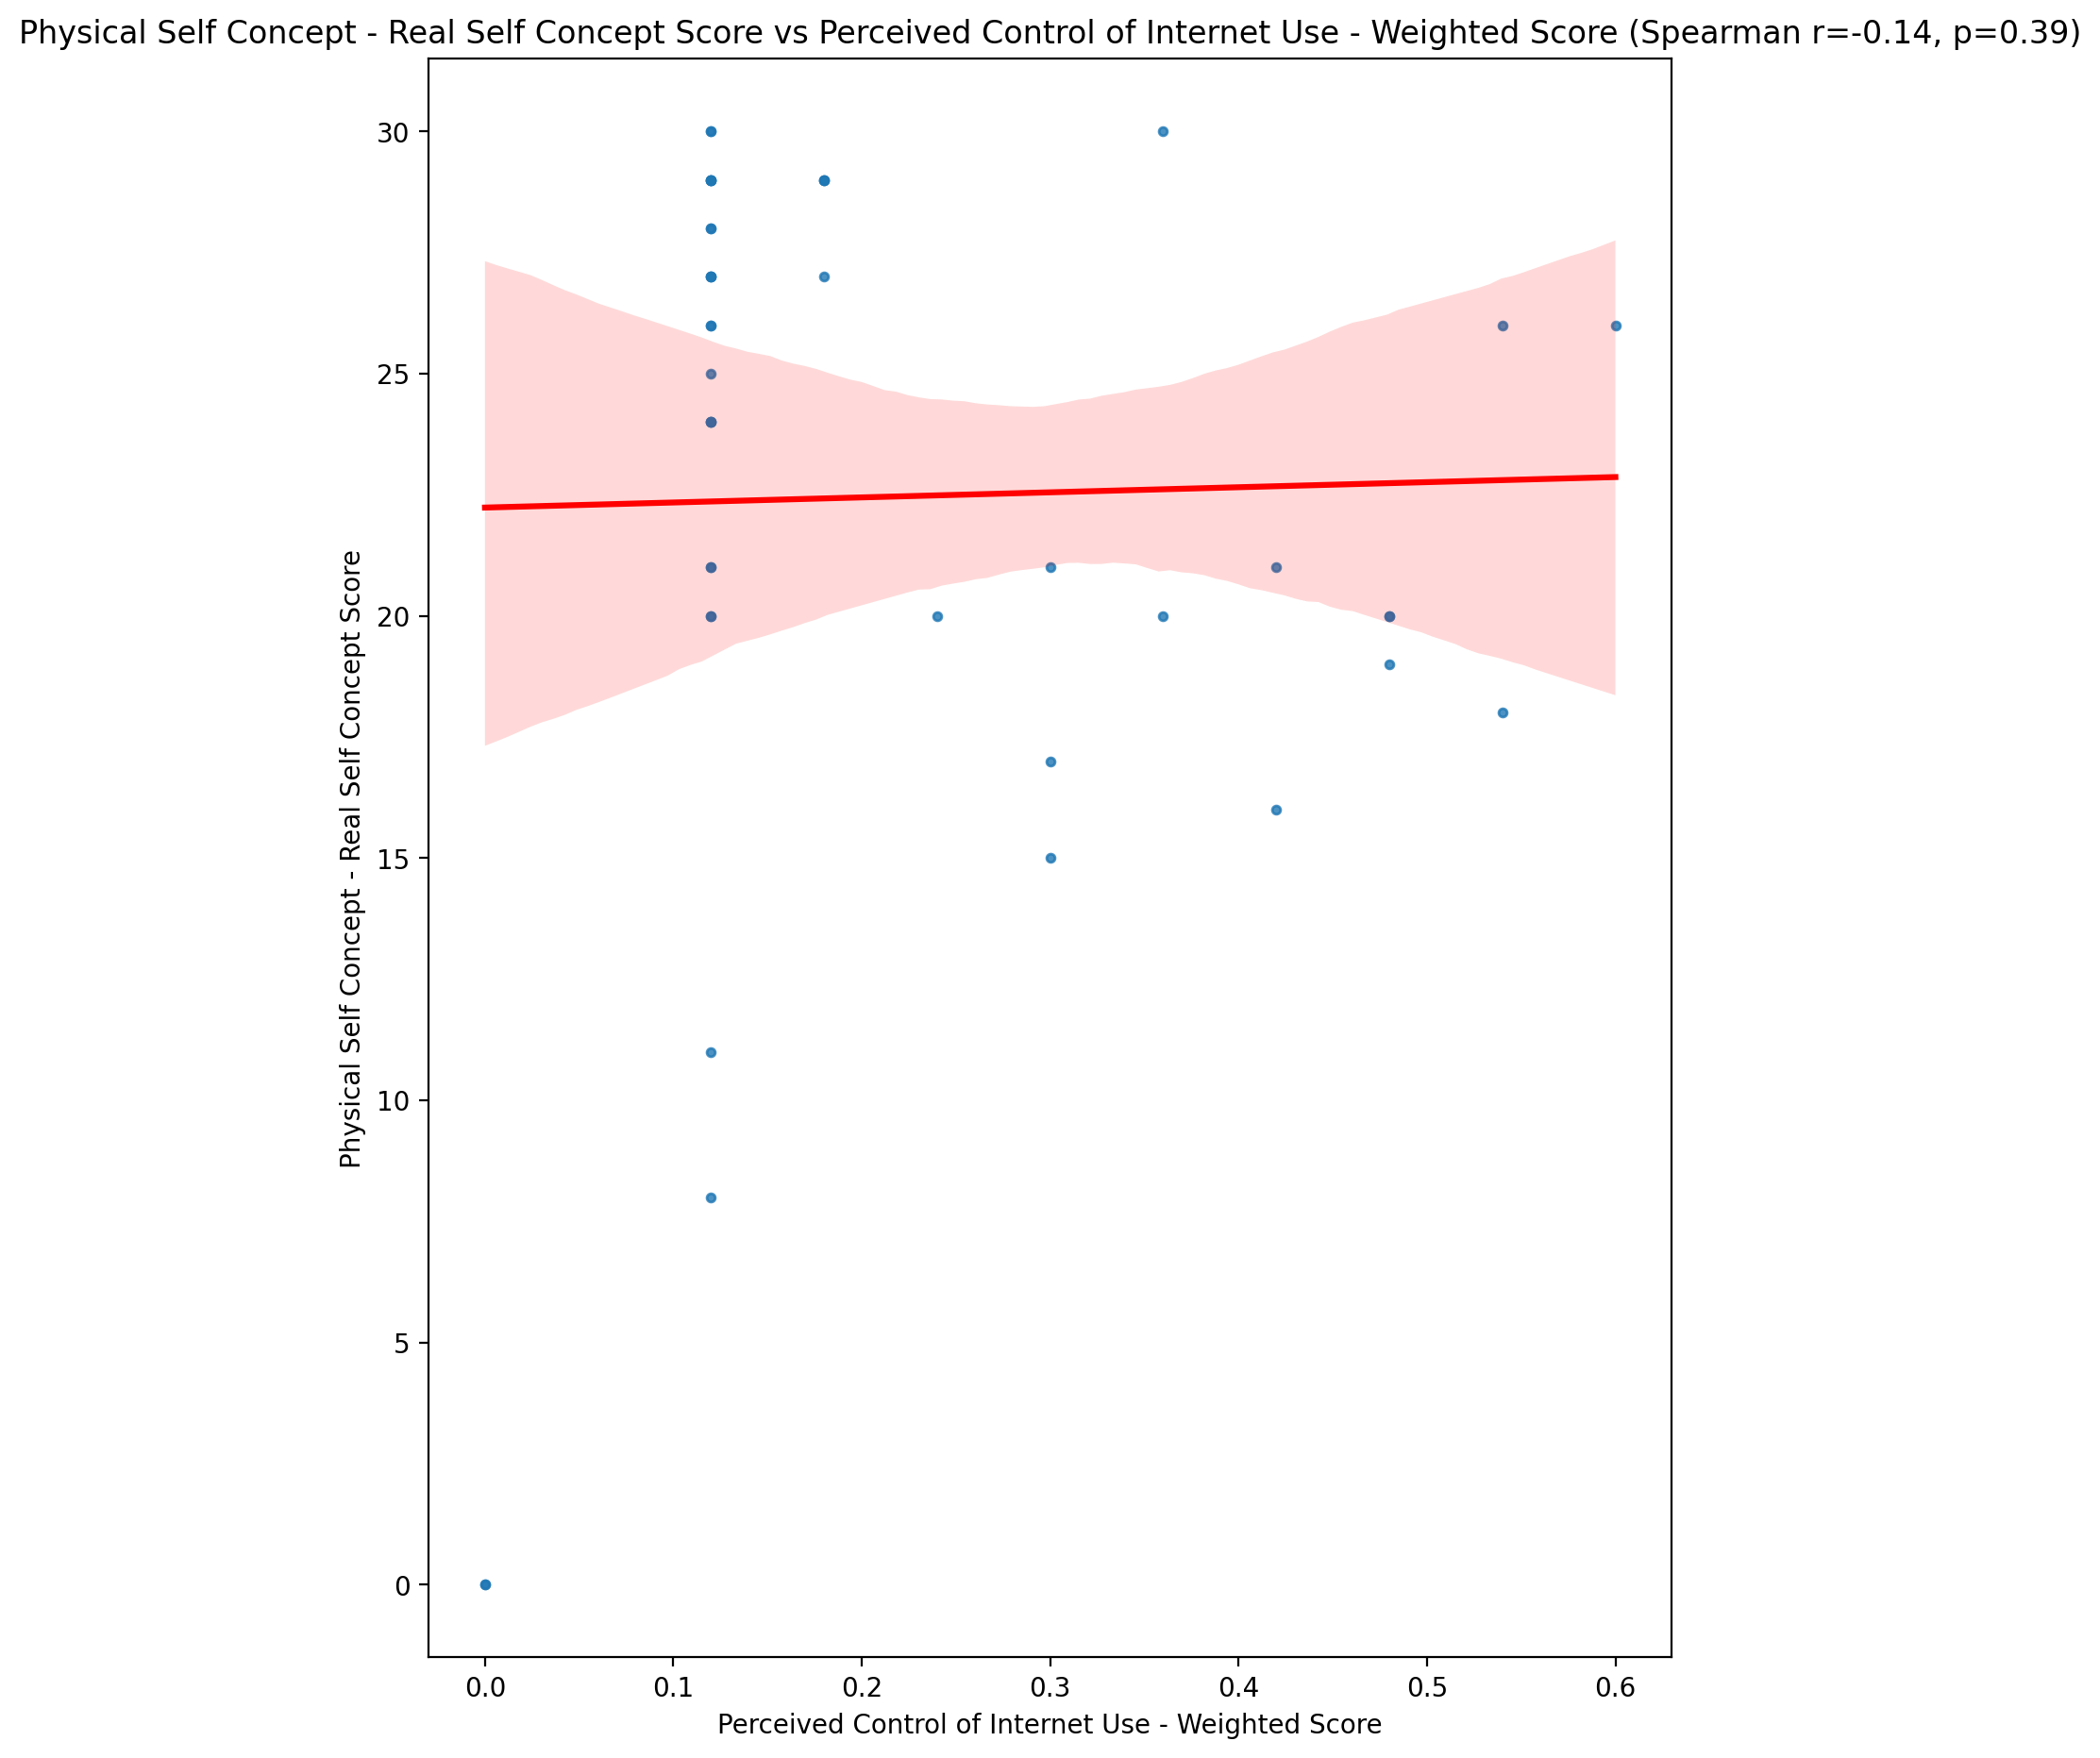 Physical Self Concept - Real Self Concept Score vs Perceived Control of Internet Use - Weighted Score (Spearman r=-0.14, p=0.39)
Physical Self Concept - Real Self Concept Score
30
25
20
15
10
5
0
0.0 0.1 0.2 0.3 0.4 0.5 0.6
Perceived Control of Internet Use - Weighted Score